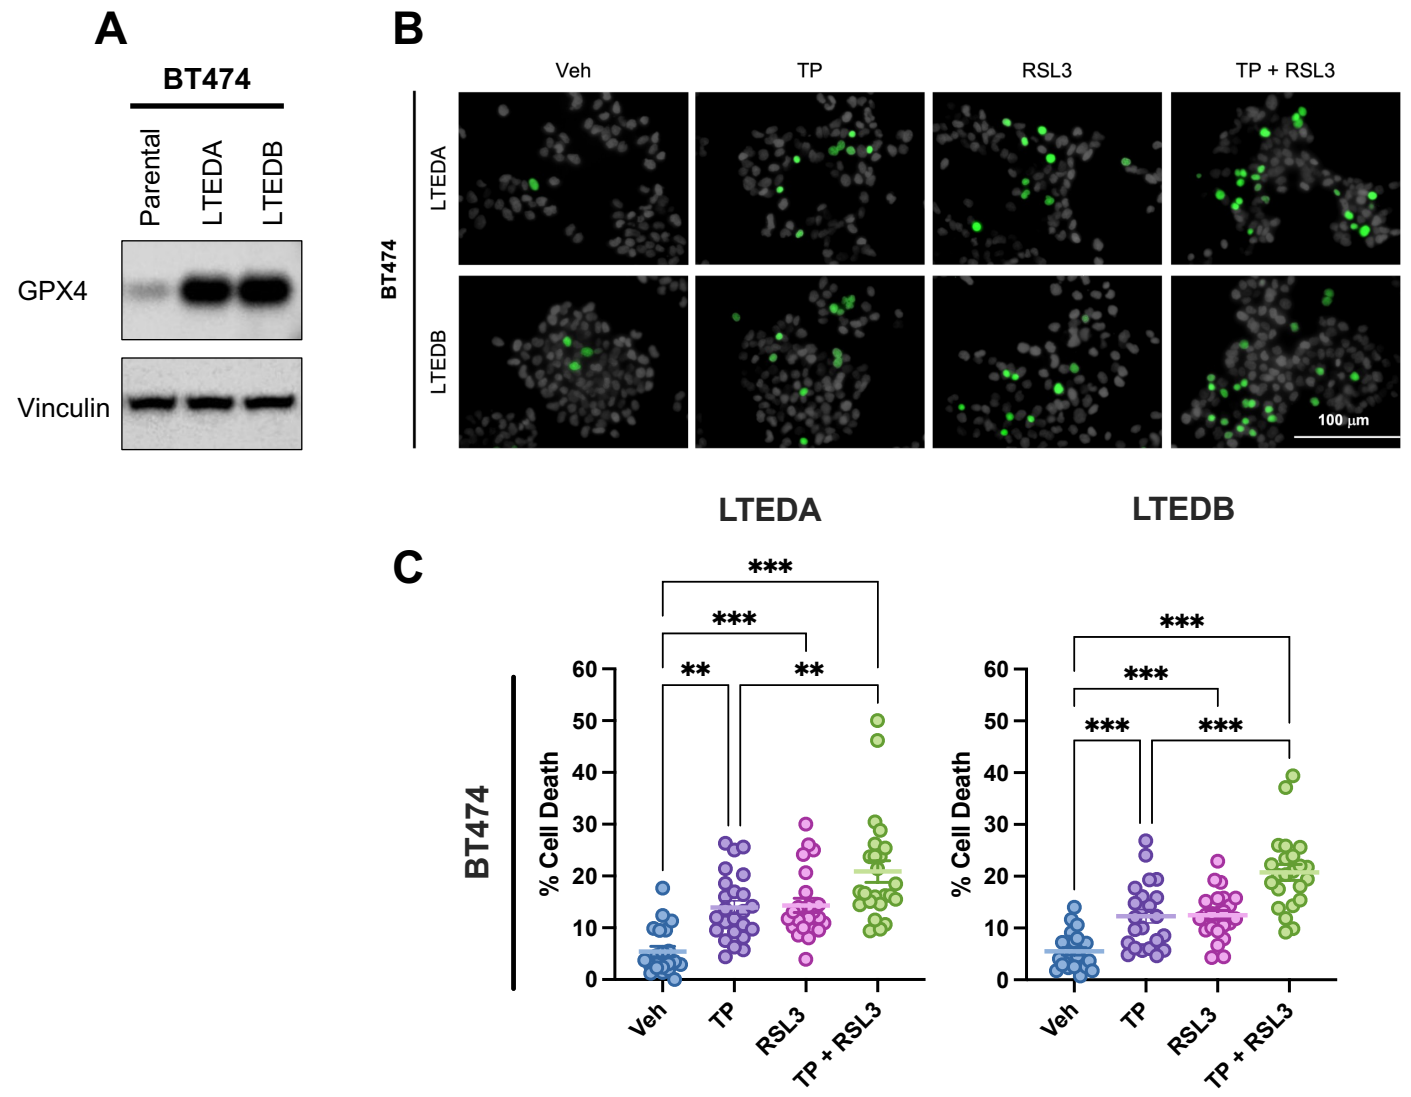 A
BT474
Parental
LTEDA
LTEDB
GPX4
Vinculin
B
Veh
TP
RSL3
TP + RSL3
BT474
LTEDA
LTEDB
100 μm
C
LTEDA
***
***
**
**
BT474
% Cell Death
60
50
40
30
20
10
0
Veh
TP
RSL3
TP + RSL3
LTEDB
***
***
***
***
% Cell Death
60
50
40
30
20
10
0
Veh
TP
RSL3
TP + RSL3